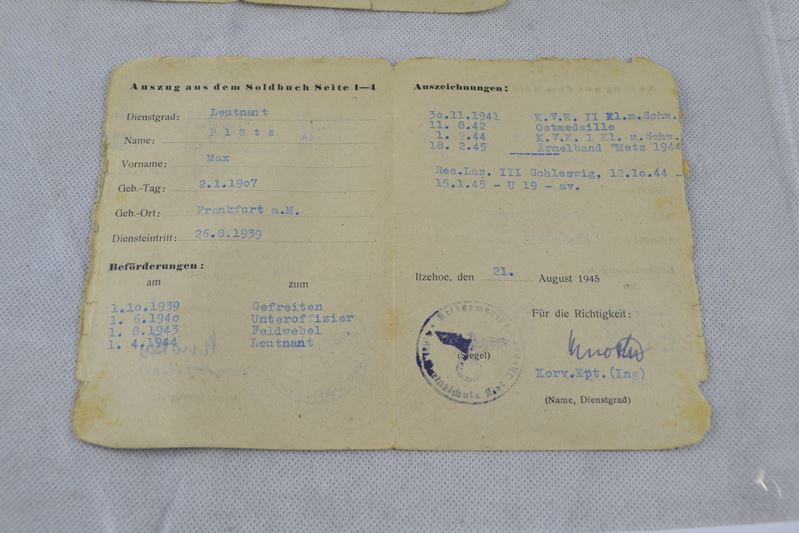 Auszug aus dem Soldbuch Seite 1—4
Dienstgrad: Leutnant
Name: Plötz
Vorname: Max
Geb.-Tag: 2.1.1907
Geb.-Ort: Frankfurt a.M.
Diensteintritt: 26.8.1939
Beförderungen:
am zum
1.10.1939 Gefreiten
1. 6.1940 Unteroffizier
1. 8.1943 Feldwebel
1. 4.1944 Leutnant
Auszeichnungen:
30.11.1941 K.V.K. II Kl.m.Schw.
11. 8.42 Ostmedaille
1. 9.44 K.V.K. I Kl. m.Schw.
18. 2.45 Ärmelband "Metz 1944
Res.Laz. III Schleswig, 12.10.44 -
15.1.45 - U 19 - av.
Itzehoe, den 21. August 1945
Für die Richtigkeit:
(Siegel)
Korv.Kpt.(Ing)
(Name, Dienstgrad)